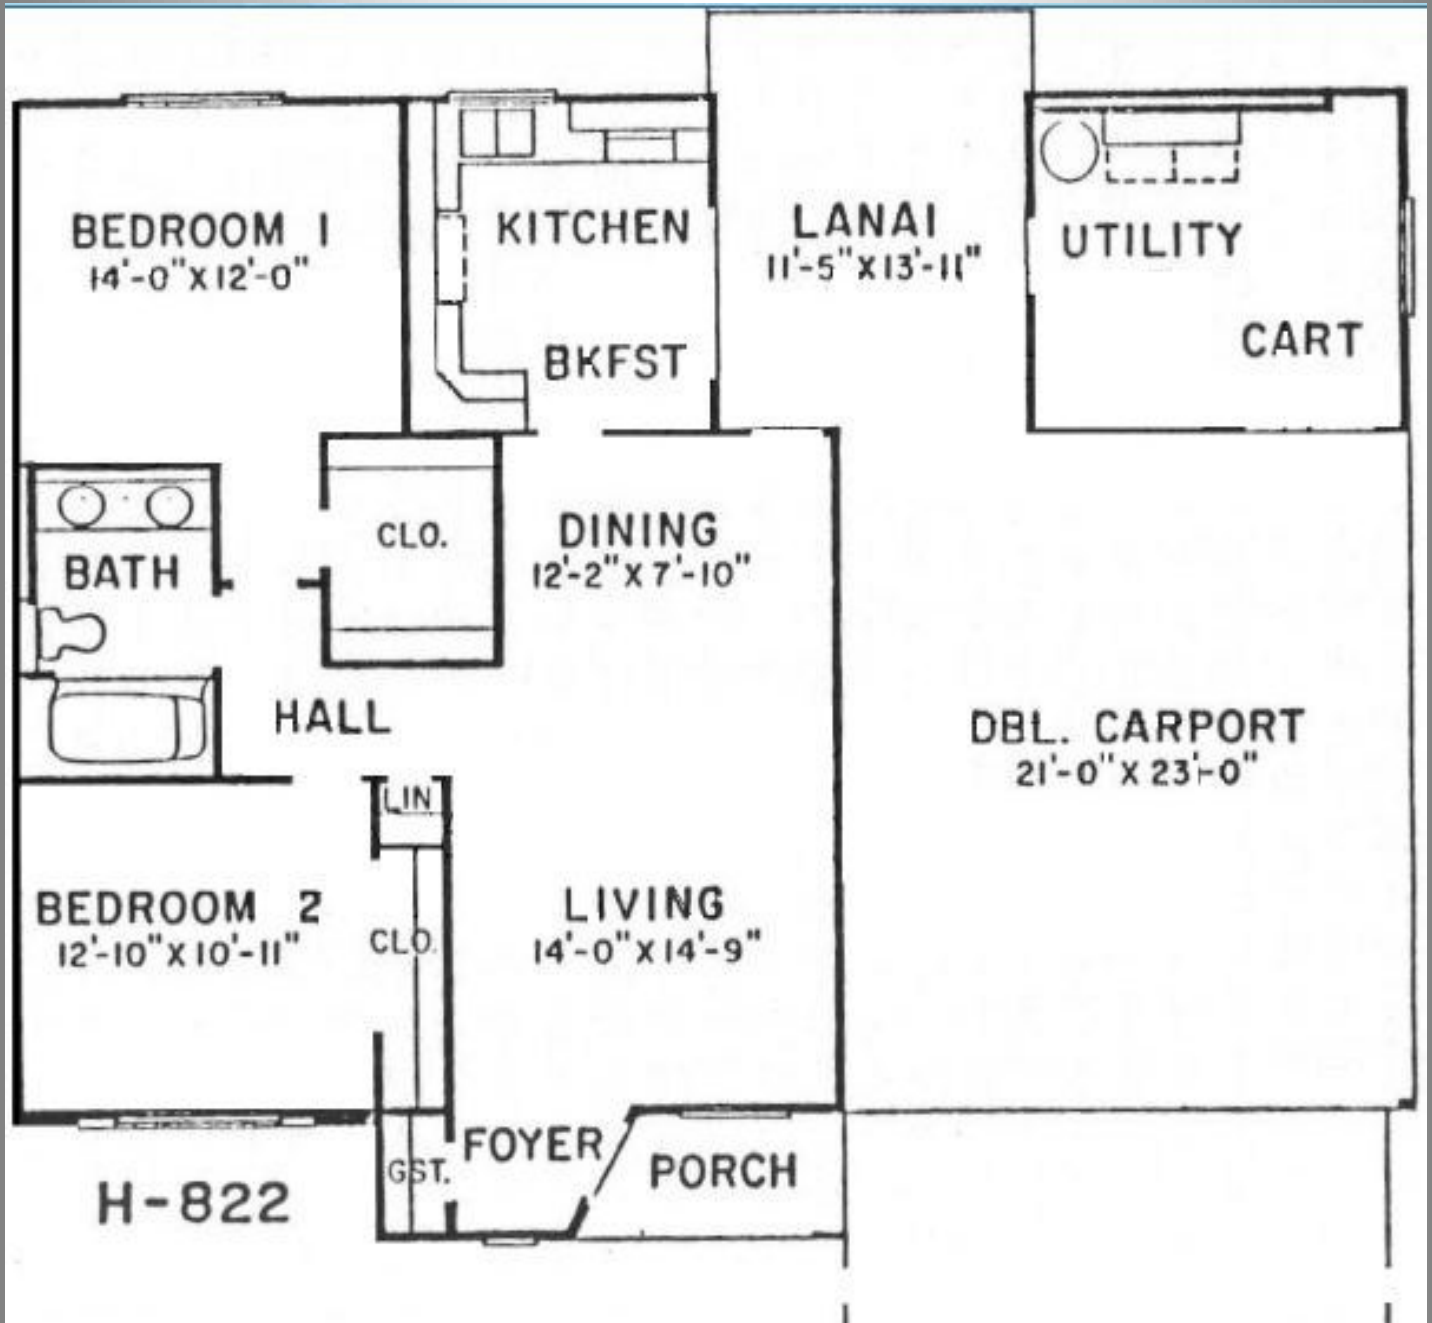 BEDROOM 1
14'-0"X12'-0"
KITCHEN
BKFST
LANAI
11'-5"X13'-11"
UTILITY
CART
BATH
CLO.
DINING
12'-2"X7'-10"
HALL
DBL. CARPORT
21'-0"X23'-0"
LIN
BEDROOM 2
12'-10"X10'-11"
CLO.
LIVING
14'-0"X14'-9"
GST.
FOYER
PORCH
H-822